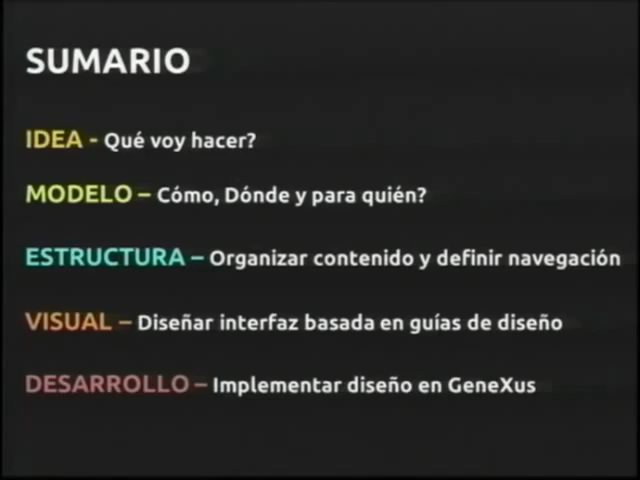 SUMARIO
IDEA - Qué voy hacer?
MODELO – Cómo, Dónde y para quién?
ESTRUCTURA – Organizar contenido y definir navegación
VISUAL – Diseñar interfaz basada en guías de diseño
DESARROLLO – Implementar diseño en GeneXus